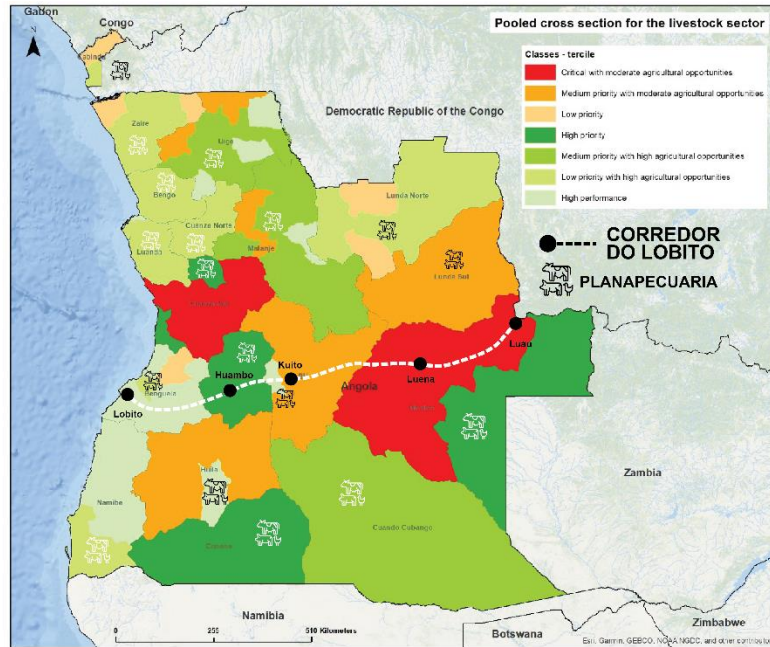 Gabon
Congo
Pooled cross section for the livestock sector
N
Classes - tercile
Critical with moderate agricultural opportunities
Medium priority with moderate agricultural opportunities
Low priority
High priority
Medium priority with high agricultural opportunities
Low priority with high agricultural opportunities
High performance
Cabinda
Democratic Republic of the Congo
Zaire
Uige
Bengo
Lunda Norte
Cuanza Norte
Luanda
Malanje
CORREDOR
DO LOBITO
Lunda Sul
PLANAPECUARIA
Luau
Huambo
Kuito
Luena
Angola
Benguela
Lobito
Zambia
Huila
Namibe
Cuando Cubango
Cunene
Namibia
0
255
510 Kilometers
Botswana
Zimbabwe
Esri, Garmin, GEBCO, NOAA NGDC, and other contributors